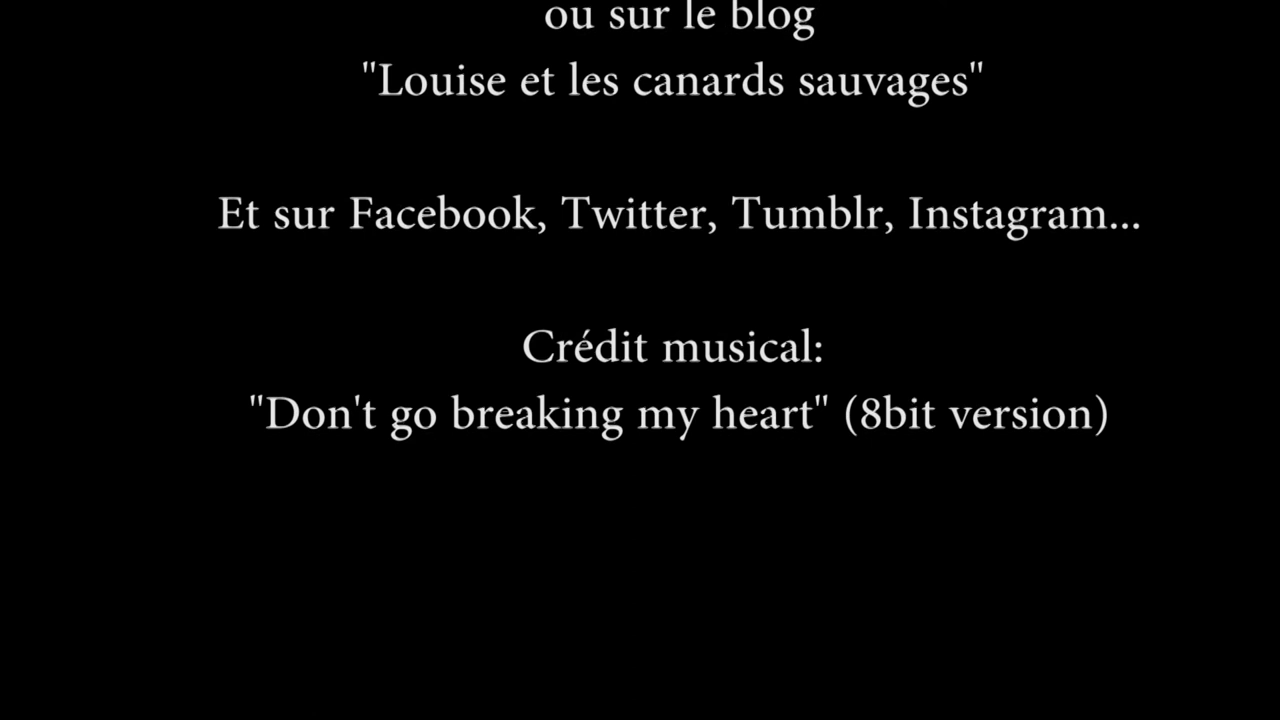 ou sur le blog
"Louise et les canards sauvages"
Et sur Facebook, Twitter, Tumblr, Instagram...
Crédit musical:
"Don't go breaking my heart" (8bit version)